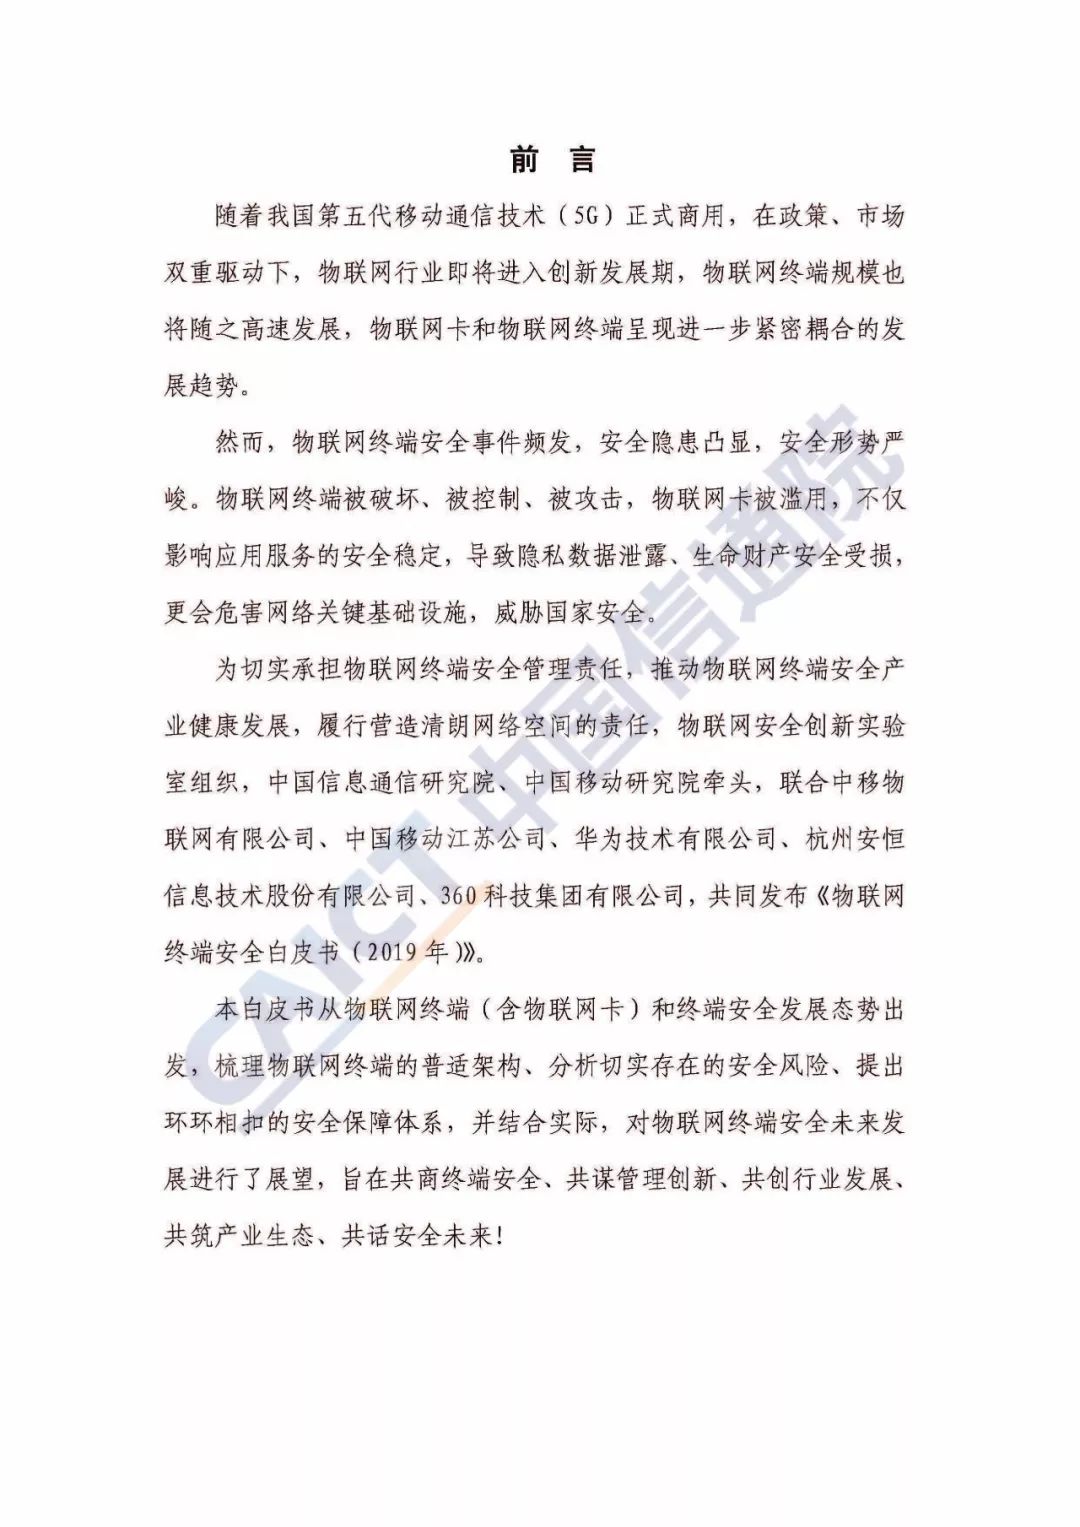 前 言
随着我国第五代移动通信技术（5G）正式商用，在政策、市场
双重驱动下，物联网行业即将进入创新发展期，物联网终端规模也
将随之高速发展，物联网卡和物联网终端呈现进一步紧密耦合的发
展趋势。
然而，物联网终端安全事件频发，安全隐患凸显，安全形势严
峻。物联网终端被破坏、被控制、被攻击，物联网卡被滥用，不仅
影响应用服务的安全稳定，导致隐私数据泄露、生命财产安全受损，
更会危害网络关键基础设施，威胁国家安全。
为切实承担物联网终端安全管理责任，推动物联网终端安全产
业健康发展，履行营造清朗网络空间的责任，物联网安全创新实验
室组织，中国信息通信研究院、中国移动研究院牵头，联合中移物
联网有限公司、中国移动江苏公司、华为技术有限公司、杭州安恒
信息技术股份有限公司、360 科技集团有限公司，共同发布《物联网
终端安全白皮书（2019 年）》。
本白皮书从物联网终端（含物联网卡）和终端安全发展态势出
发，梳理物联网终端的普适架构、分析切实存在的安全风险、提出
环环相扣的安全保障体系，并结合实际，对物联网终端安全未来发
展进行了展望，旨在共商终端安全、共谋管理创新、共创行业发展、
共筑产业生态、共话安全未来！
CAICT 中国信通院